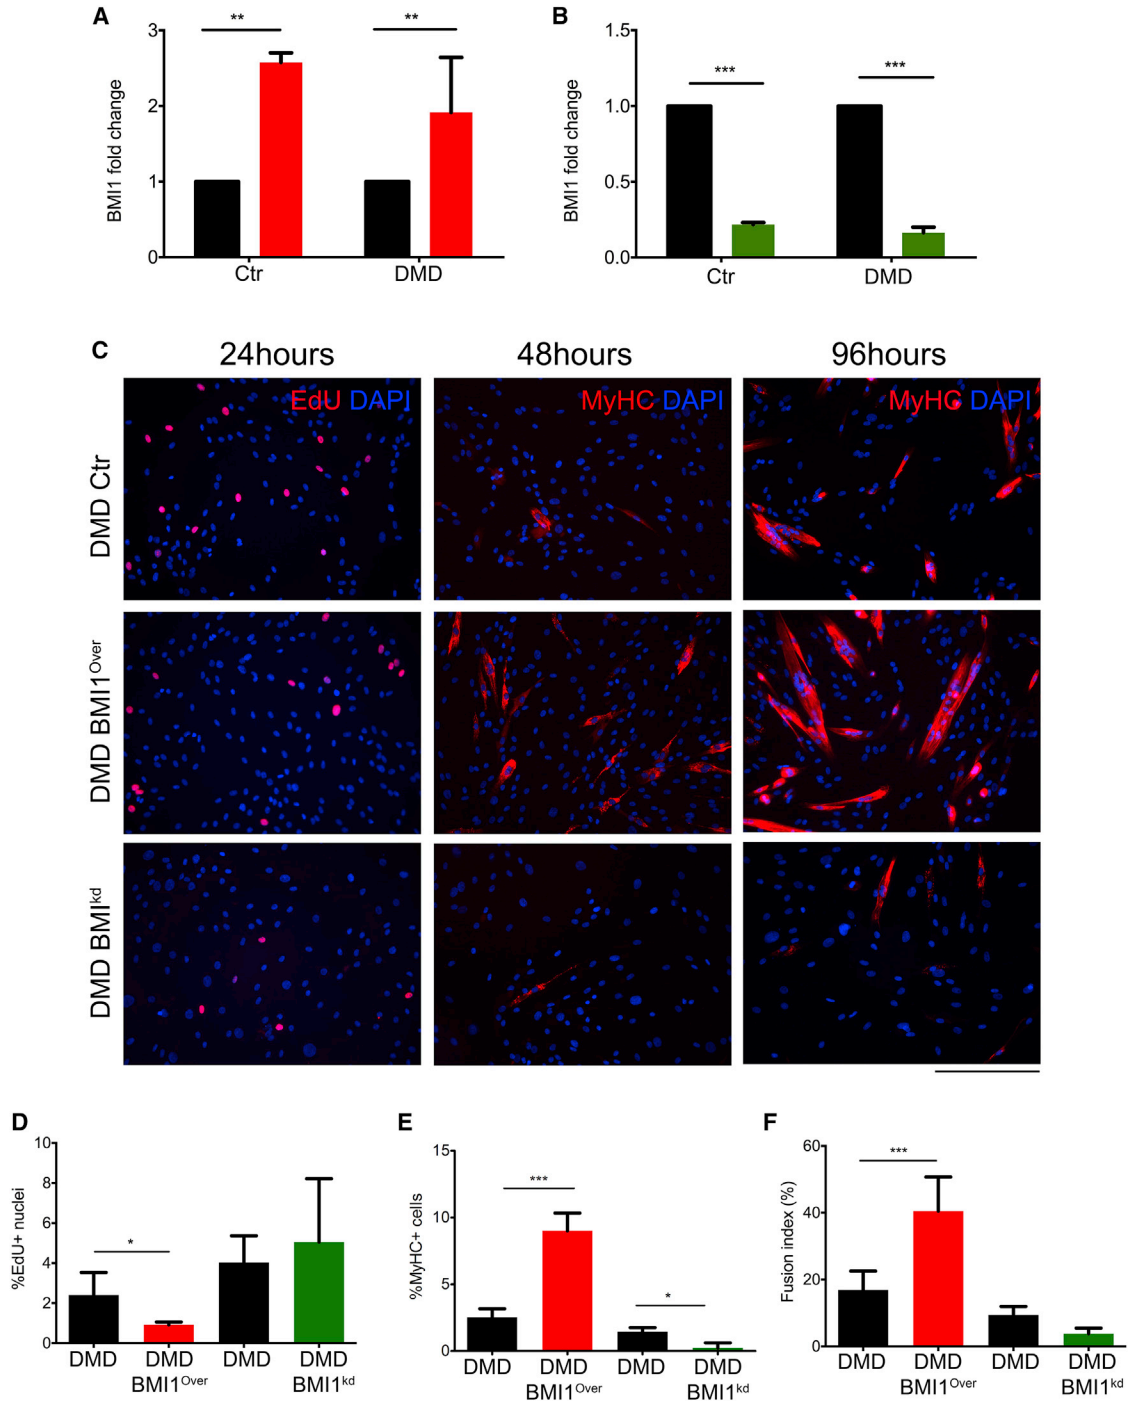 A
3
2
1
0
BMI1 fold change
**
**
Ctr
DMD
B
1.5
1.0
0.5
0.0
BMI1 fold change
***
***
Ctr
DMD
C
24hours
48hours
96hours
DMD Ctr
EdU DAPI
MyHC DAPI
MyHC DAPI
DMD BMI1Over
DMD BMIkd
D
10
8
6
4
2
0
%EdU+ nuclei
*
DMD
DMD
DMD
DMD
BMI1Over
BMI1kd
E
15
10
5
0
%MyHC+ cells
***
*
DMD
DMD
DMD
DMD
BMI1Over
BMI1kd
F
60
40
20
0
Fusion index (%)
***
DMD
DMD
DMD
DMD
BMI1Over
BMI1kd